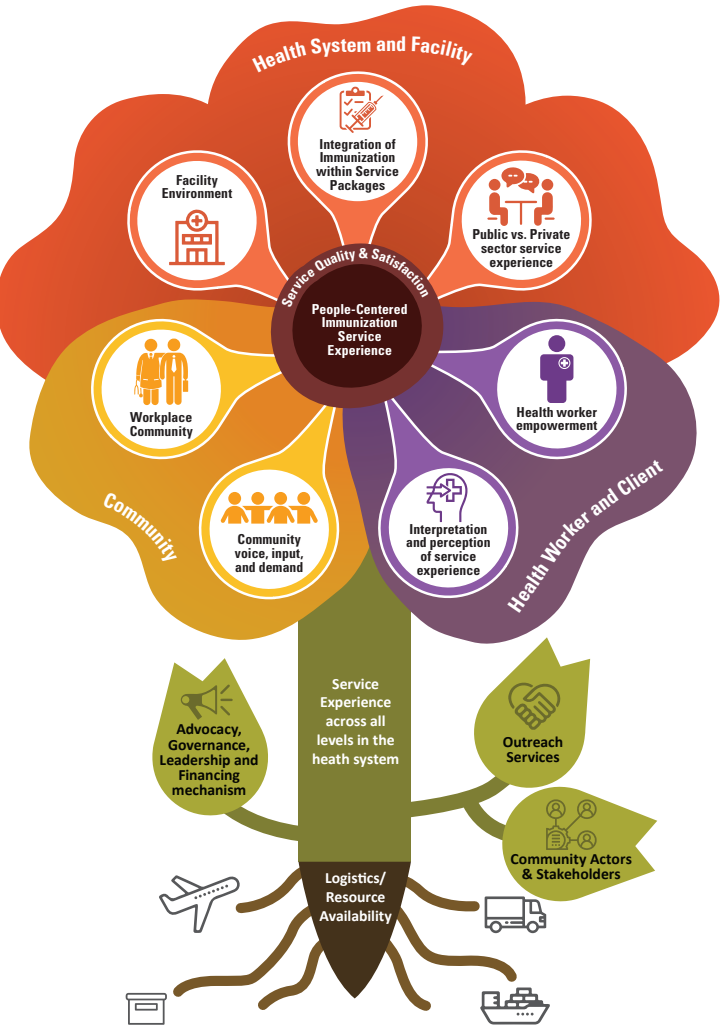 Health System and Facility
Integration of
Immunization
within Service
Packages
Facility
Environment
Public vs. Private
sector service
experience
Service Quality & Satisfaction
People-Centered
Immunization
Service
Experience
Workplace
Community
Health worker
empowerment
Community
voice, input,
and demand
Interpretation
and perception
of service
experience
Community
Health Worker and Client
Service
Experience
across all
levels in the
heath system
Advocacy,
Governance,
Leadership and
Financing
mechanism
Outreach
Services
Community Actors
& Stakeholders
Logistics/
Resource
Availability